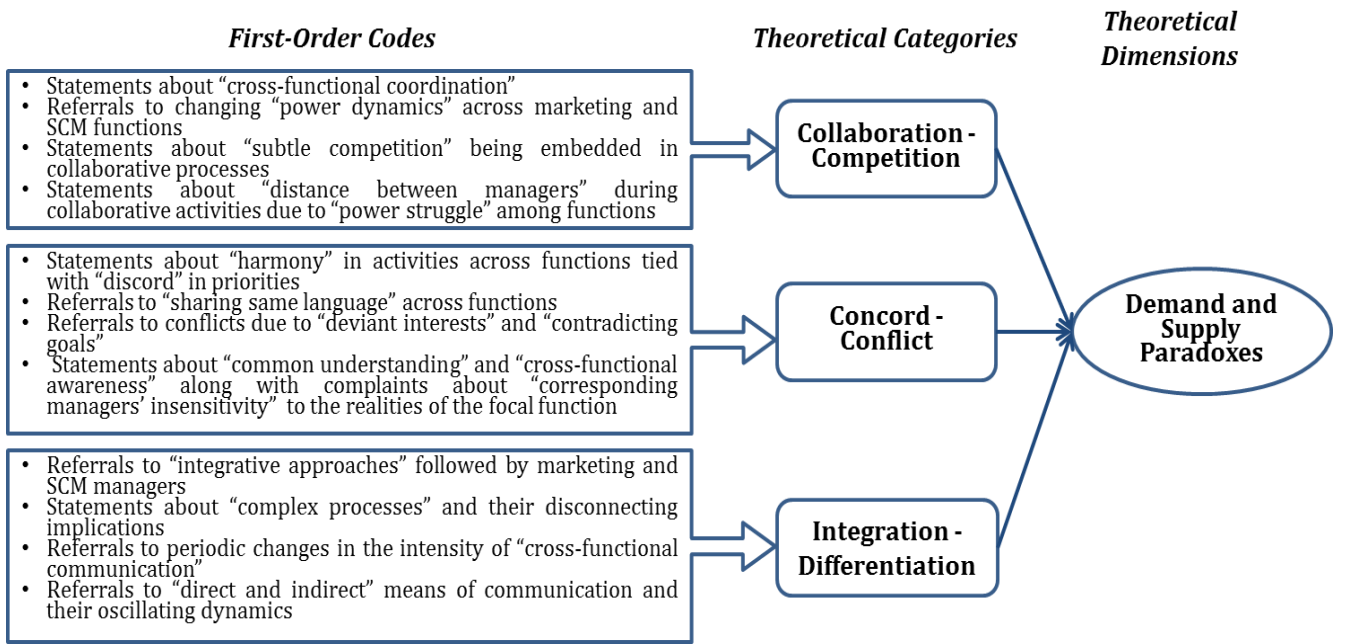 First-Order Codes
Theoretical Categories
Theoretical
Dimensions
• Statements about “cross-functional coordination”
• Referrals to changing “power dynamics” across marketing and
SCM functions
• Statements about “subtle competition” being embedded in
collaborative processes
• Statements about “distance between managers” during
collaborative activities due to “power struggle” among functions
Collaboration -
Competition
• Statements about “harmony” in activities across functions tied
with “discord” in priorities
• Referrals to “sharing same language” across functions
• Referrals to conflicts due to “deviant interests” and “contradicting
goals”
• Statements about “common understanding” and “cross-functional
awareness” along with complaints about “corresponding
managers’ insensitivity” to the realities of the focal function
Concord -
Conflict
Demand and
Supply
Paradoxes
• Referrals to “integrative approaches” followed by marketing and
SCM managers
• Statements about “complex processes” and their disconnecting
implications
• Referrals to periodic changes in the intensity of “cross-functional
communication”
• Referrals to “direct and indirect” means of communication and
their oscillating dynamics
Integration -
Differentiation